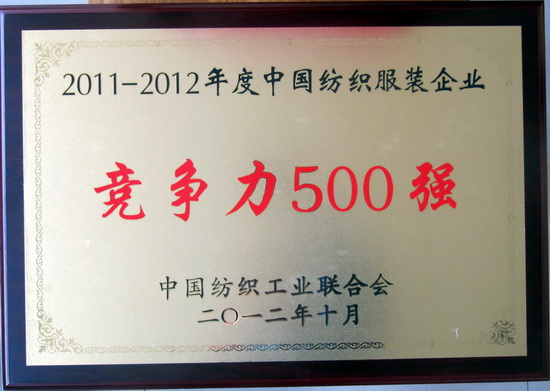 2011-2012年度中国纺织服装企业
竞争力500强
中国纺织工业联合会
二〇一二年十月